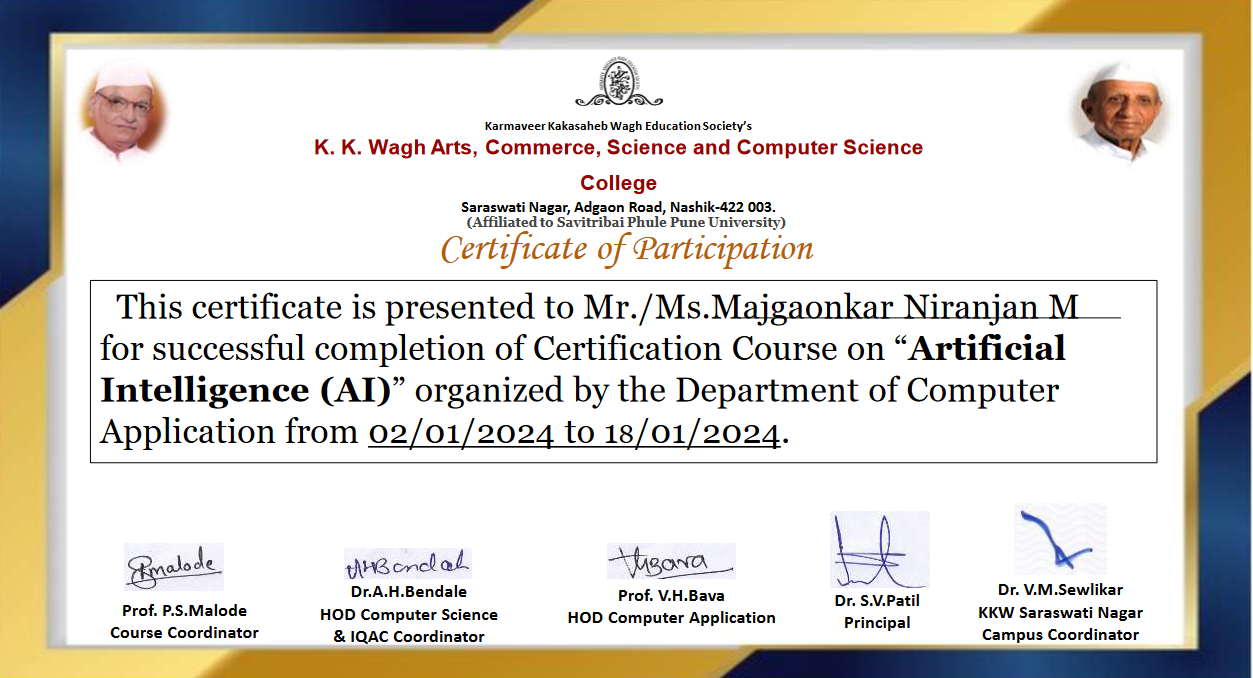 Karmaveer Kakasaheb Wagh Education Society's
K. K. Wagh Arts, Commerce, Science and Computer Science
College
Saraswati Nagar, Adgaon Road, Nashik-422 003.
(Affiliated to Savitribai Phule Pune University)
Certificate of Participation
This certificate is presented to Mr./Ms.Majgaonkar Niranjan M
for successful completion of Certification Course on “Artificial
Intelligence (AI)” organized by the Department of Computer
Application from 02/01/2024 to 18/01/2024.
Prof. P.S.Malode
Course Coordinator
Dr.A.H.Bendale
HOD Computer Science
& IQAC Coordinator
Prof. V.H.Bava
HOD Computer Application
Dr. S.V.Patil
Principal
Dr. V.M.Sewlikar
KKW Saraswati Nagar
Campus Coordinator